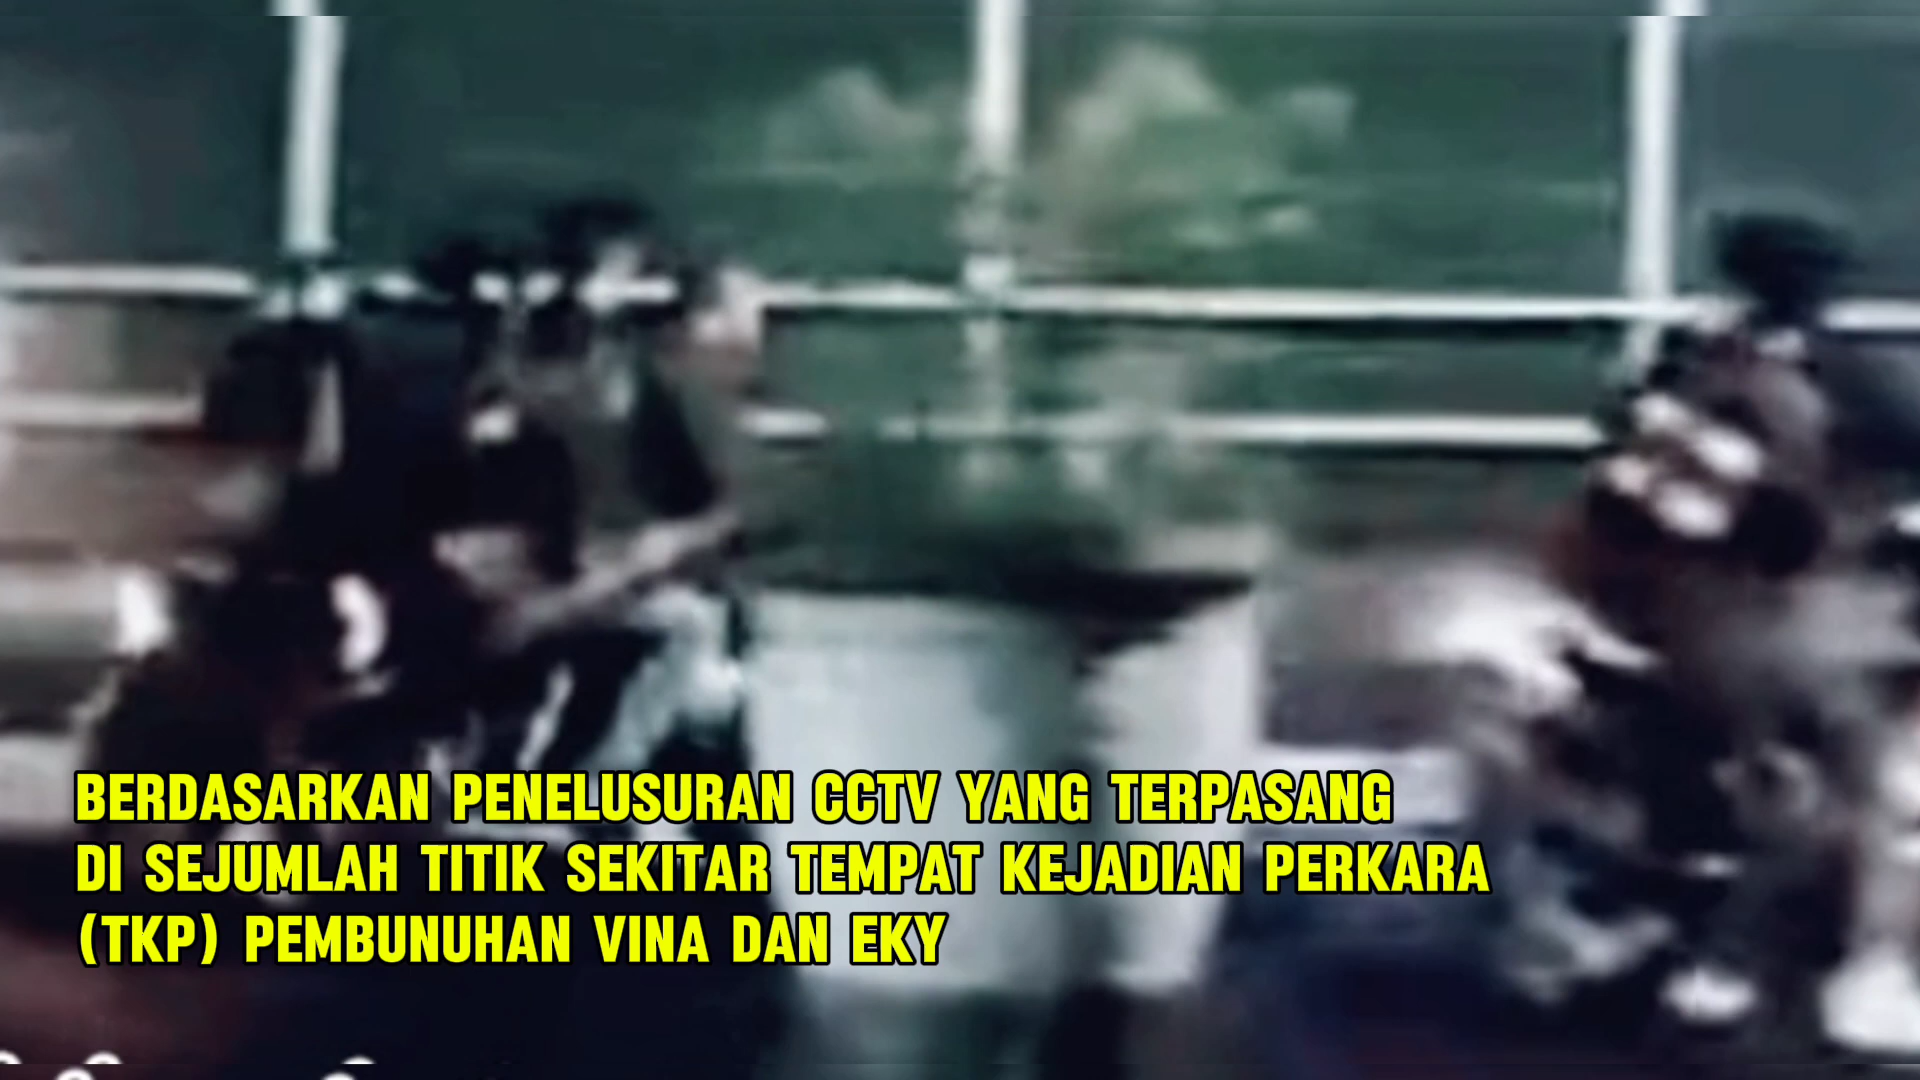 BERDASARKAN PENELUSURAN CCTV YANG TERPASANG
DI SEJUMLAH TITIK SEKITAR TEMPAT KEJADIAN PERKARA
(TKP) PEMBUNUHAN VINA DAN EKY